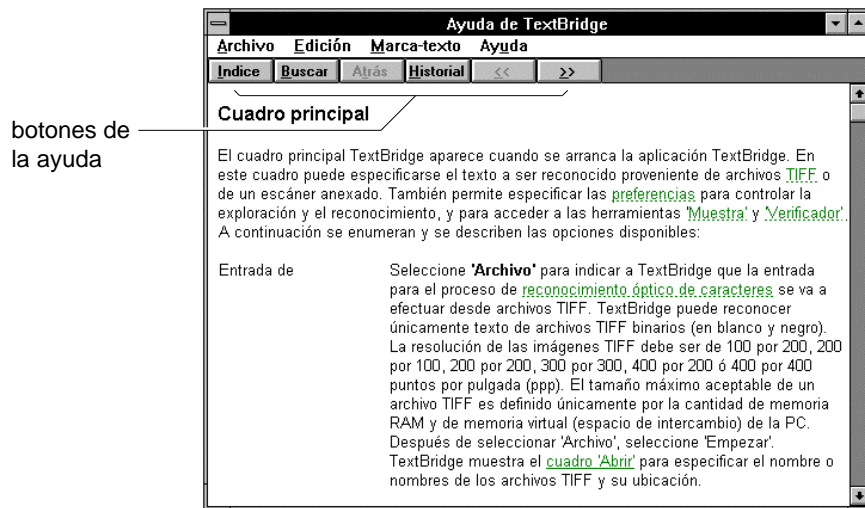 Ayuda de TextBridge
Archivo Edición Marca-texto Ayuda
Indice Buscar Atrás Historial << >>
botones de
la ayuda
Cuadro principal
El cuadro principal TextBridge aparece cuando se arranca la aplicación TextBridge. En
este cuadro puede especificarse el texto a ser reconocido proveniente de archivos TIFF o
de un escáner anexado. También permite especificar las preferencias para controlar la
exploración y el reconocimiento, y para acceder a las herramientas 'Muestra' y 'Verificador'.
A continuación se enumeran y se describen las opciones disponibles:
Entrada de
Seleccione 'Archivo' para indicar a TextBridge que la entrada
para el proceso de reconocimiento óptico de caracteres se va a
efectuar desde archivos TIFF. TextBridge puede reconocer
únicamente texto de archivos TIFF binarios (en blanco y negro).
La resolución de las imágenes TIFF debe ser de 100 por 200, 200
por 100, 200 por 200, 300 por 300, 400 por 200 ó 400 por 400
puntos por pulgada (ppp). El tamaño máximo aceptable de un
archivo TIFF es definido únicamente por la cantidad de memoria
RAM y de memoria virtual (espacio de intercambio) de la PC.
Después de seleccionar 'Archivo', seleccione 'Empezar'.
TextBridge muestra el cuadro 'Abrir' para especificar el nombre o
nombres de los archivos TIFF y su ubicación.